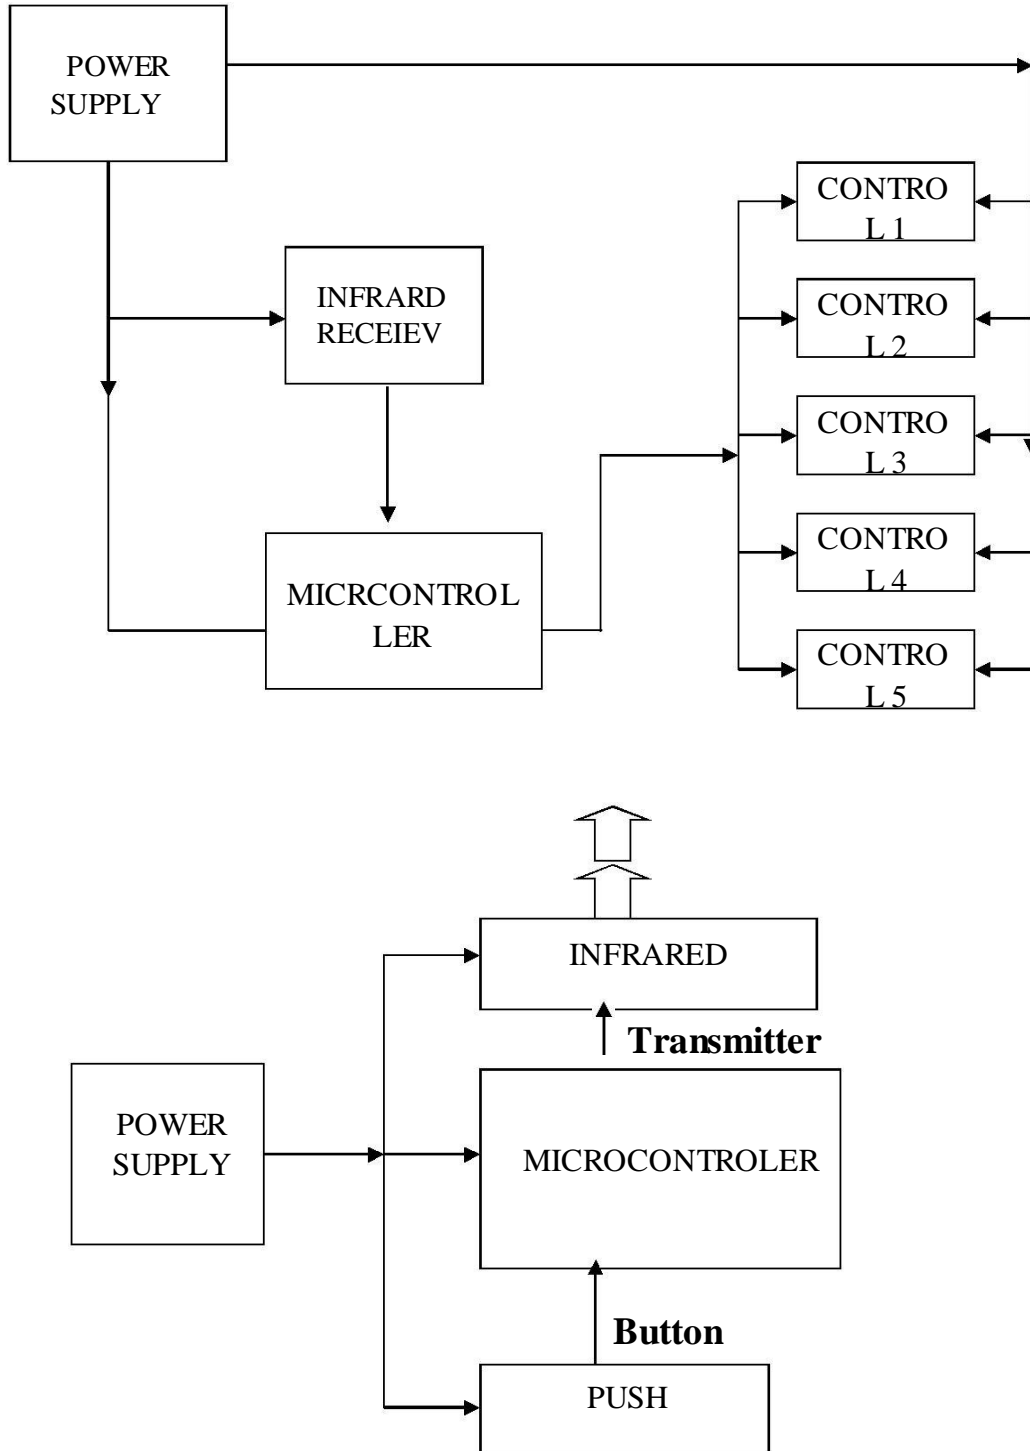 POWER
SUPPLY
CONTRO
L 1
INFRARD
RECEIEV
CONTRO
L 2
CONTRO
L 3
CONTRO
L 4
MICRCONTROL
LER
CONTRO
L 5
INFRARED
Transmitter
POWER
SUPPLY
MICROCONTROLER
Button
PUSH